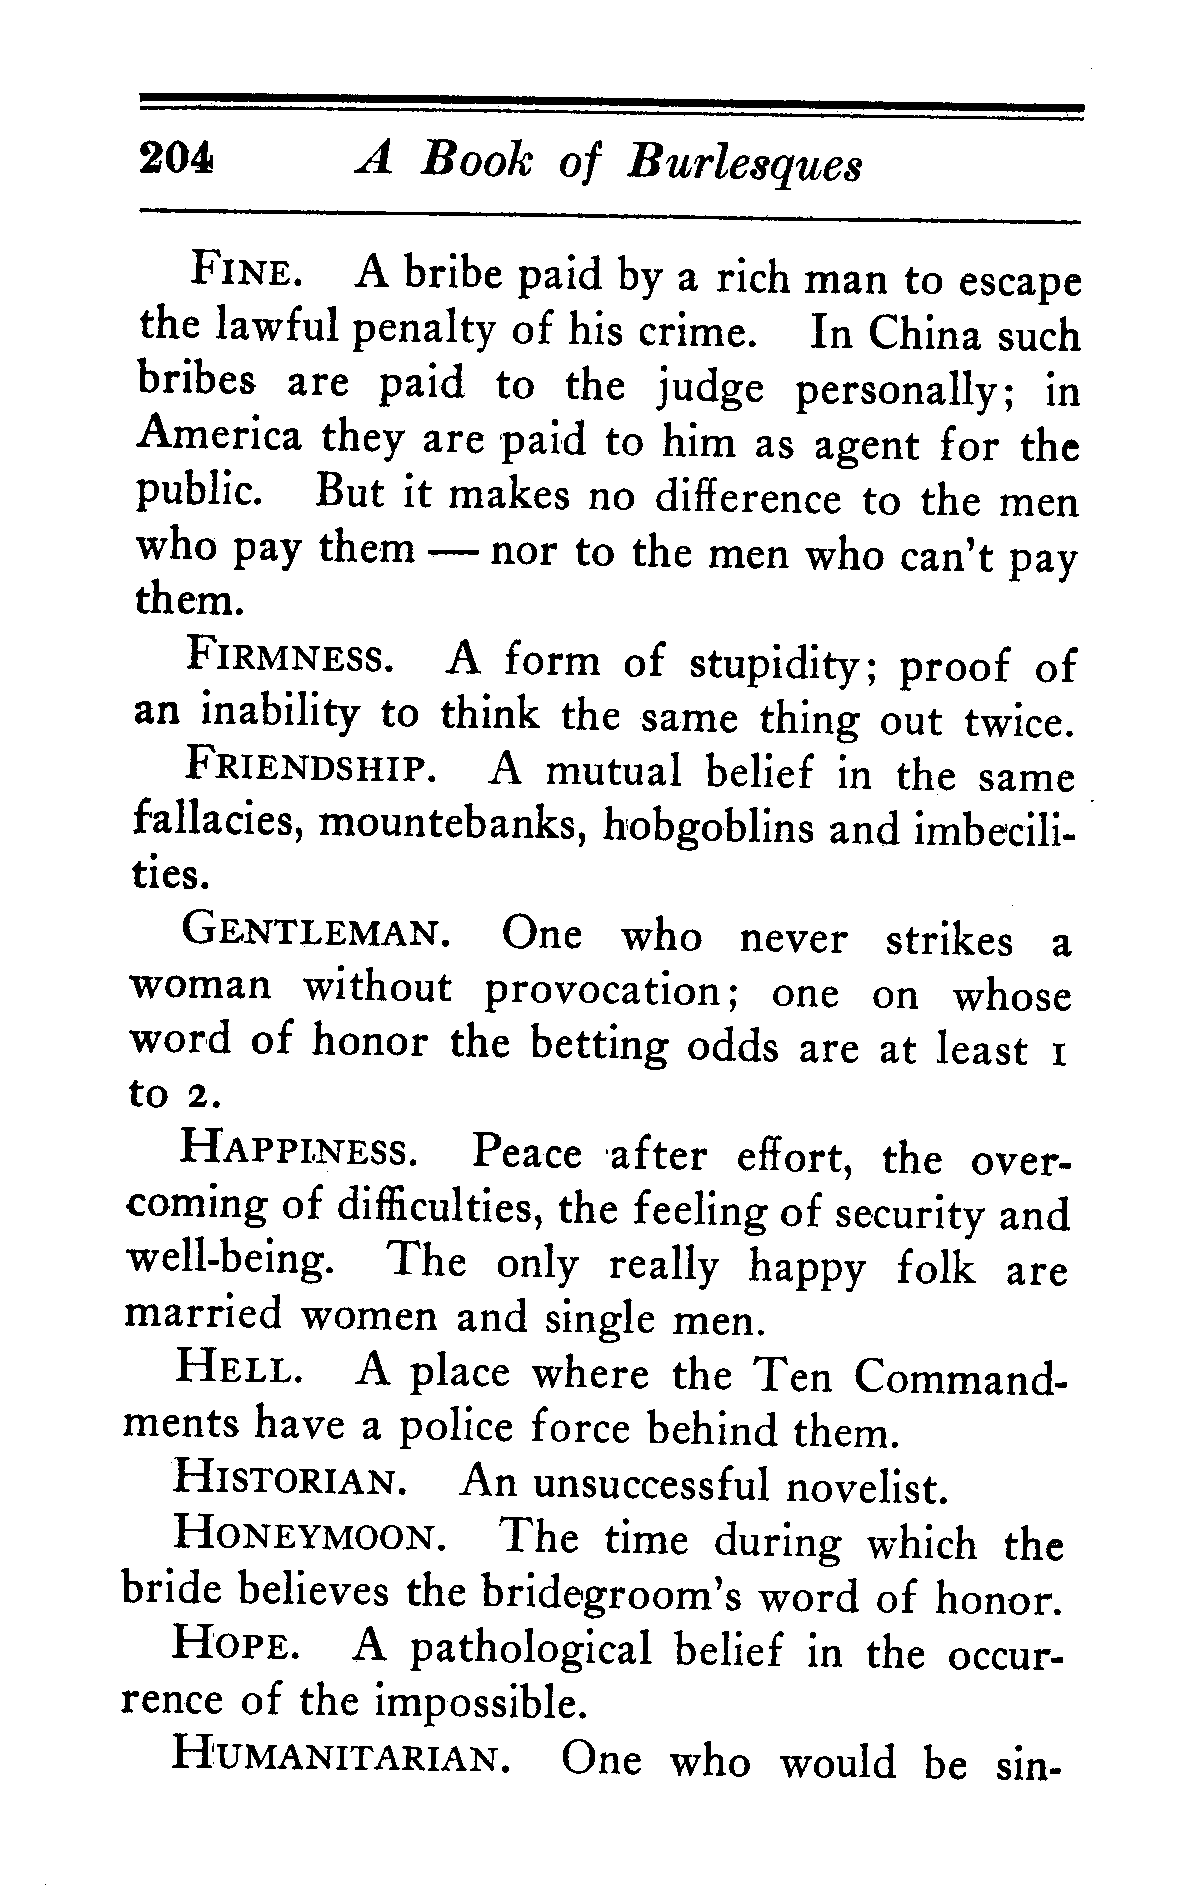 204 A Book of Burlesques
FINE. A bribe paid by a rich man to escape
the lawful penalty of his crime. In China such
bribes are paid to the judge personally; in
America they are paid to him as agent for the
public. But it makes no difference to the men
who pay them — nor to the men who can't pay
them.
FIRMNESS. A form of stupidity; proof of
an inability to think the same thing out twice.
FRIENDSHIP. A mutual belief in the same
fallacies, mountebanks, hobgoblins and imbecili-
ties.
GENTLEMAN. One who never strikes a
woman without provocation; one on whose
word of honor the betting odds are at least 1
to 2.
HAPPINESS. Peace after effort, the over-
coming of difficulties, the feeling of security and
well-being. The only really happy folk are
married women and single men.
HELL. A place where the Ten Command-
ments have a police force behind them.
HISTORIAN. An unsuccessful novelist.
HONEYMOON. The time during which the
bride believes the bridegroom's word of honor.
HOPE. A pathological belief in the occur-
rence of the impossible.
HUMANITARIAN. One who would be sin-